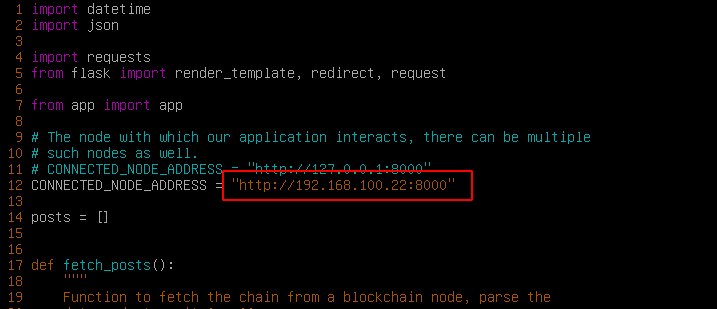 1 import datetime
2 import json
3
4 import requests
5 from flask import render_template, redirect, request
6
7 from app import app
8
9 # The node with which our application interacts, there can be multiple
10 # such nodes as well.
11 # CONNECTED_NODE_ADDRESS = "http://127.0.0.1:8000"
12 CONNECTED_NODE_ADDRESS = "http://192.168.100.22:8000"
13
14 posts = []
15
16
17 def fetch_posts():
18 """
19 Function to fetch the chain from a blockchain node, parse the